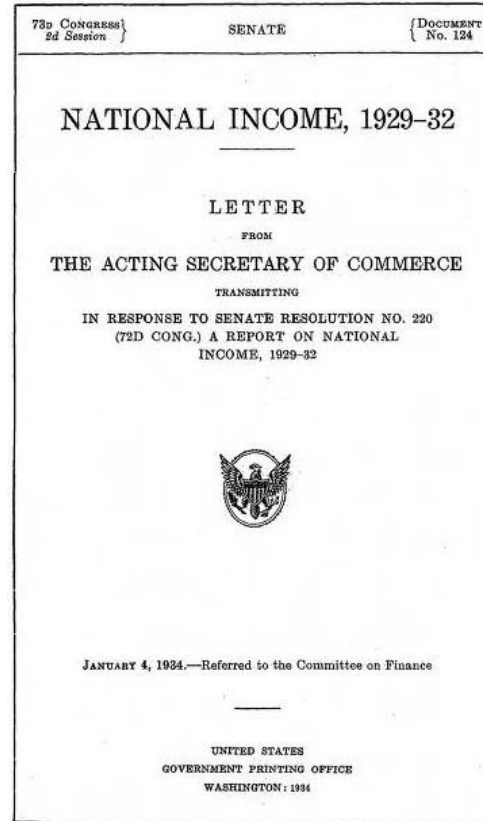 73D CONGRESS
2d Session
SENATE
DOCUMENT
No. 124
NATIONAL INCOME, 1929–32
LETTER
FROM
THE ACTING SECRETARY OF COMMERCE
TRANSMITTING
IN RESPONSE TO SENATE RESOLUTION NO. 220
(72D CONG.) A REPORT ON NATIONAL
INCOME, 1929–32
JANUARY 4, 1934.—Referred to the Committee on Finance
UNITED STATES
GOVERNMENT PRINTING OFFICE
WASHINGTON : 1934